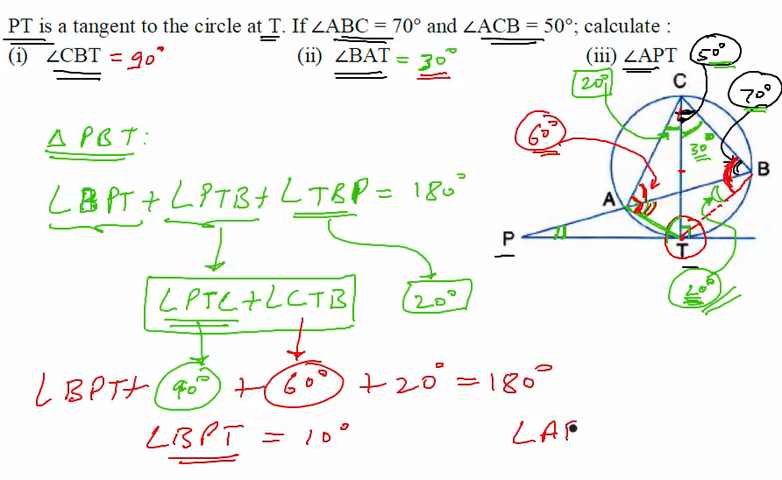 PT is a tangent to the circle at T. If ∠ABC = 70° and ∠ACB = 50°; calculate :
(i) ∠CBT = 90° (ii) ∠BAT = 30° (iii) ∠APT
50°
20°
C
70°
60°
30°
Δ PBT:
∠BPT + ∠PTB + ∠TBP = 180°
A
B
P
T
∠PTC + ∠CTB
20°
20°
∠BPT + 90° + 60° + 20° = 180°
∠BPT = 10°
∠AP